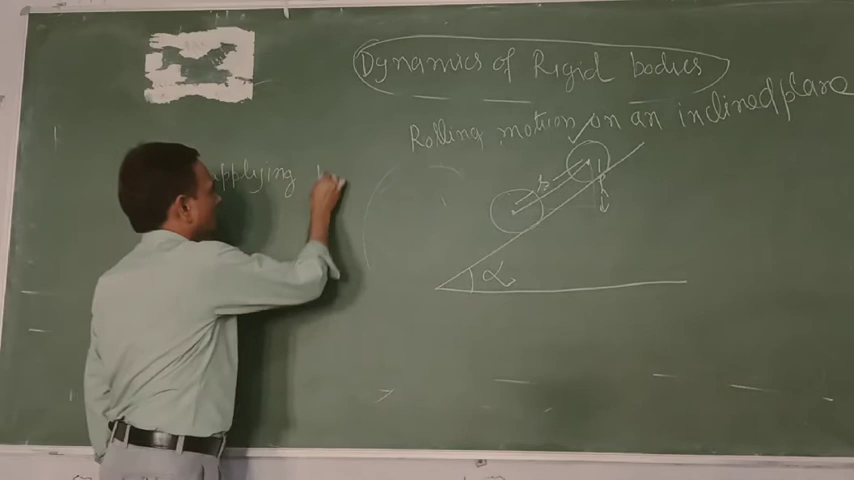 Dynamics of Rigid bodies
Rolling motion on an inclined plane
applying
s
h
α